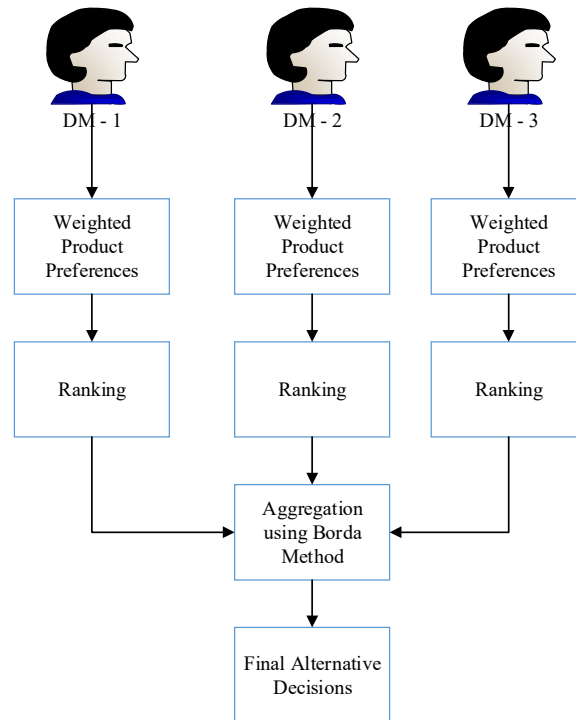 DM - 1
DM - 2
DM - 3
Weighted
Product
Preferences
Weighted
Product
Preferences
Weighted
Product
Preferences
Ranking
Ranking
Ranking
Aggregation
using Borda
Method
Final Alternative
Decisions